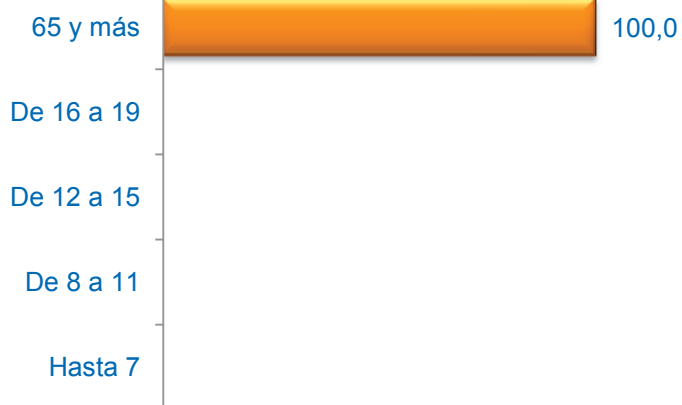 65 y más 100,0
De 16 a 19
De 12 a 15
De 8 a 11
Hasta 7